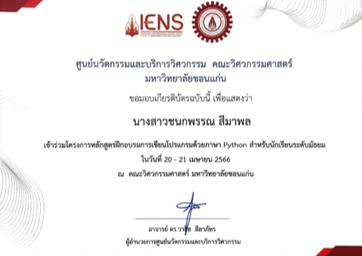 IENS
ศูนย์นวัตกรรมและบริการวิศวกรรม คณะวิศวกรรมศาสตร์
มหาวิทยาลัยขอนแก่น
ขอมอบเกียรติบัตรฉบับนี้ เพื่อแสดงว่า
นางสาวชนกพรรณ สีมาพล
เข้าร่วมโครงการหลักสูตรฝึกอบรมการเขียนโปรแกรมด้วยภาษา Python สำหรับนักเรียนระดับมัธยม
ในวันที่ 20 - 21 เมษายน 2566
ณ คณะวิศวกรรมศาสตร์ มหาวิทยาลัยขอนแก่น
อาจารย์ ดร.วาทิต ลีลาภัทร
ผู้อำนวยการศูนย์นวัตกรรมและบริการวิศวกรรม